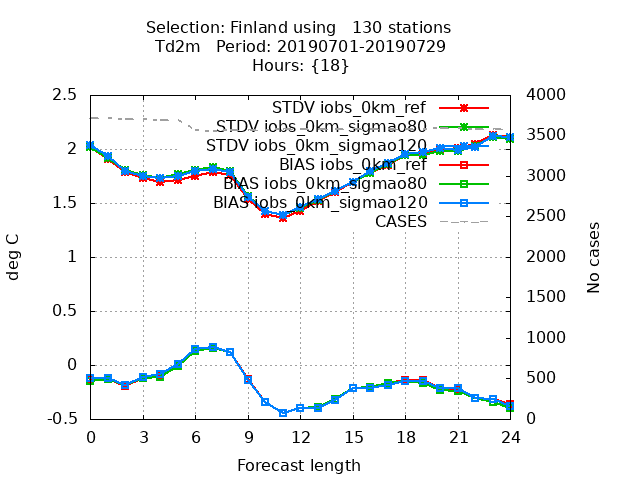 Selection: Finland using   130 stations
Td2m   Period: 20190701-20190729
Hours: {18}
2.5
2
1.5
1
0.5
0
-0.5
deg C
4000
3500
3000
2500
2000
1500
1000
500
0
No cases
STDV iobs_0km_ref
STDV iobs_0km_sigmao80
STDV iobs_0km_sigmao120
BIAS iobs_0km_ref
BIAS iobs_0km_sigmao80
BIAS iobs_0km_sigmao120
CASES
0 3 6 9 12 15 18 21 24
Forecast length